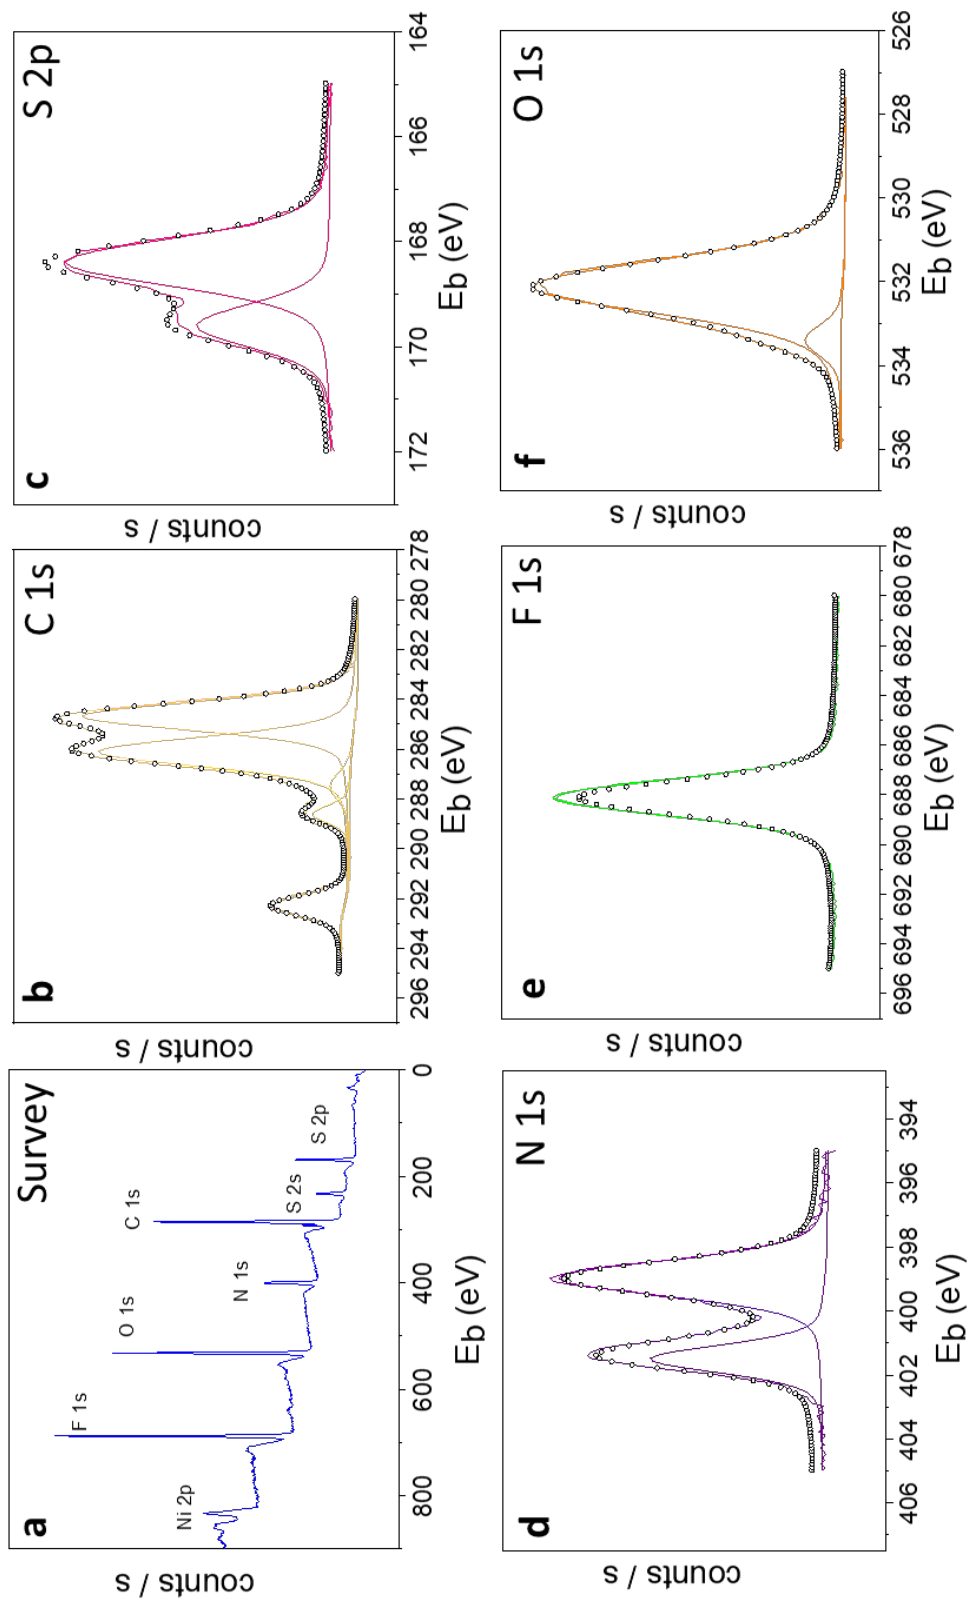 a
Survey
counts / s
Ni 2p
F 1s
O 1s
N 1s
C 1s
S 2s
S 2p
800 600 400 200 0
Eb (eV)
b
C 1s
counts / s
296 294 292 290 288 286 284 282 280 278
Eb (eV)
c
S 2p
counts / s
172 170 168 166 164
Eb (eV)
d
N 1s
counts / s
406 404 402 400 398 396 394
Eb (eV)
e
F 1s
counts / s
696 694 692 690 688 686 684 682 680 678
Eb (eV)
f
O 1s
counts / s
536 534 532 530 528 526
Eb (eV)